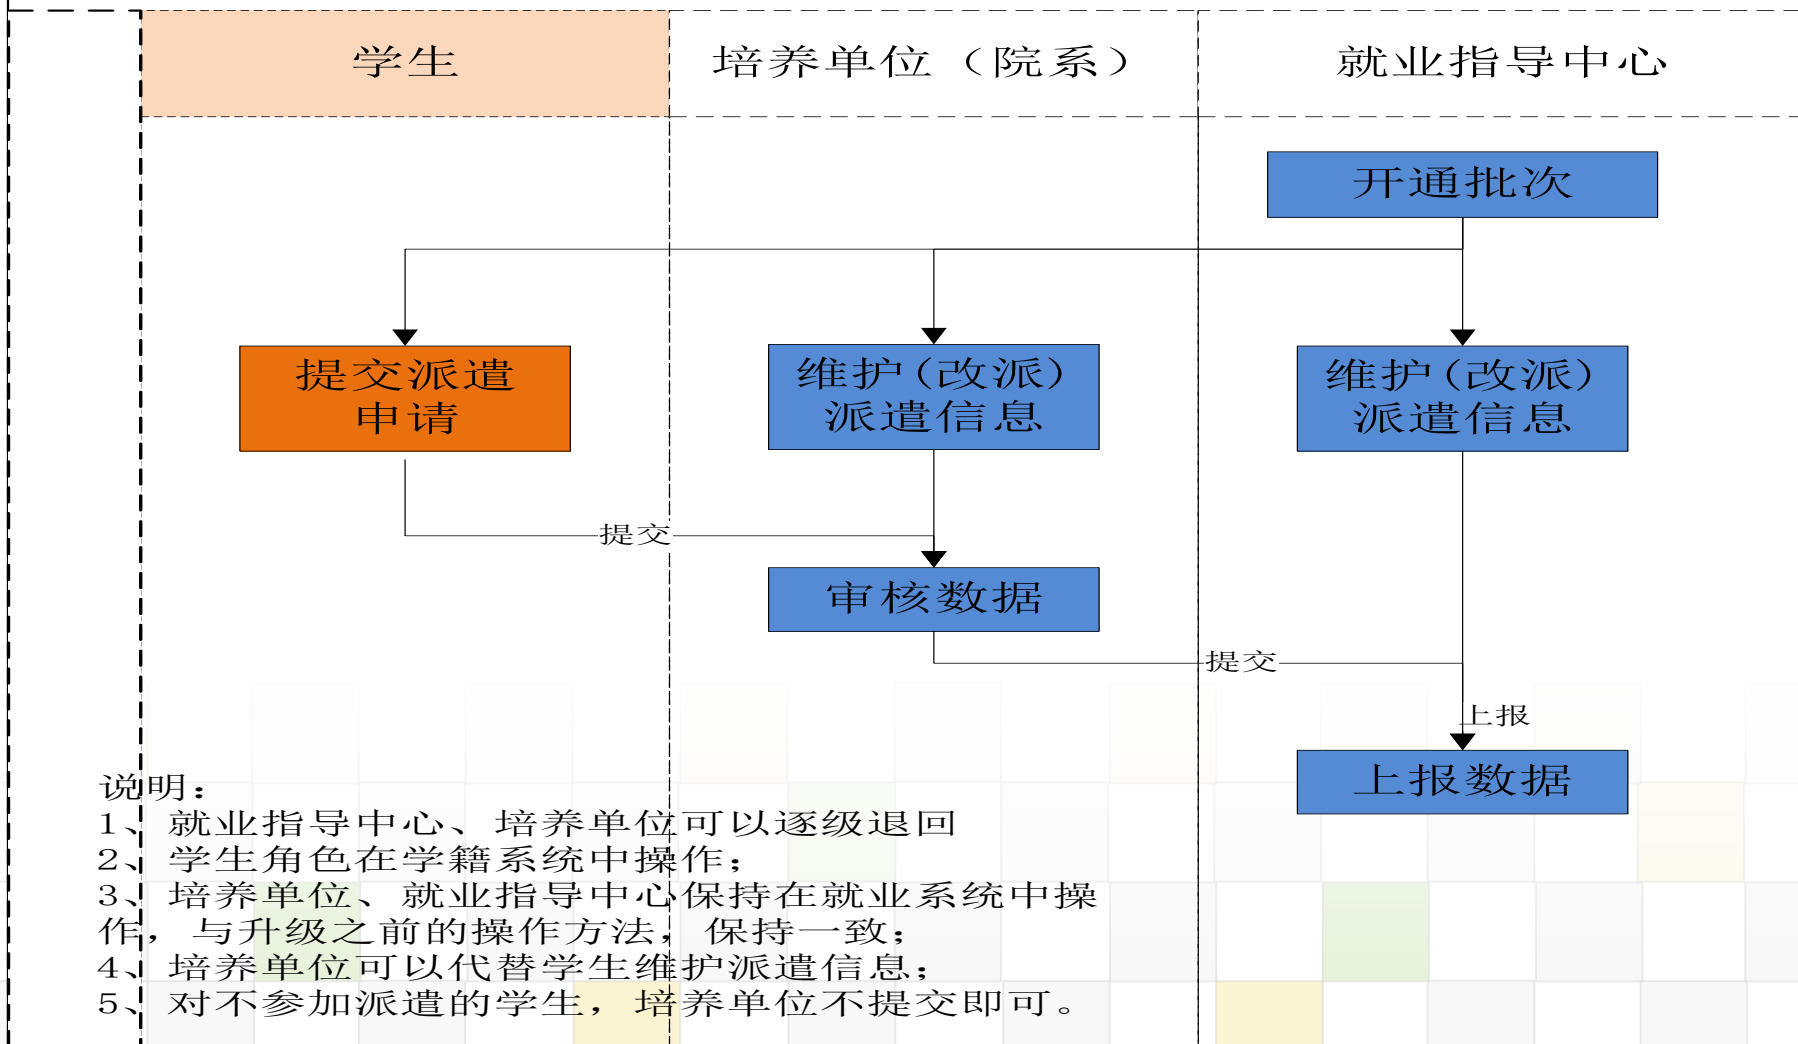 学生
培养单位（院系）
就业指导中心
开通批次
提交派遣
申请
维护(改派)
派遣信息
维护(改派)
派遣信息
提交
审核数据
提交
上报
上报数据
说明：
1、就业指导中心、培养单位可以逐级退回
2、学生角色在学籍系统中操作；
3、培养单位、就业指导中心保持在就业系统中操
作，与升级之前的操作方法，保持一致；
4、培养单位可以代替学生维护派遣信息；
5、对不参加派遣的学生，培养单位不提交即可。